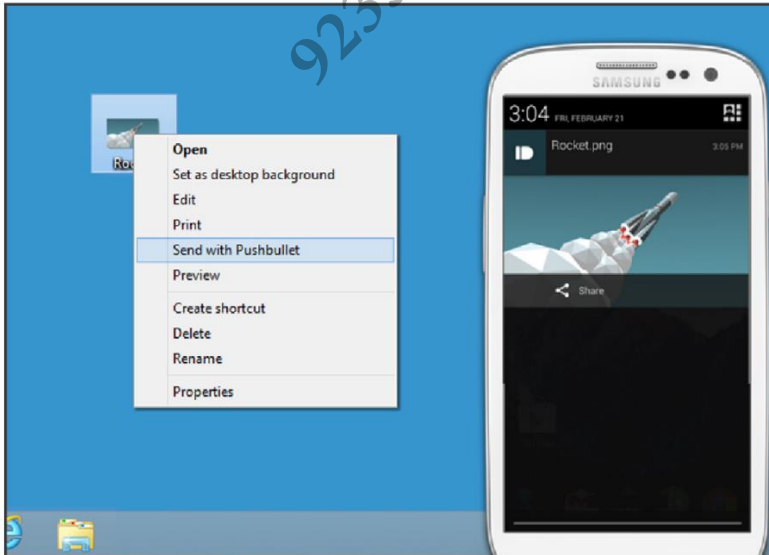 Open
Set as desktop background
Edit
Print
Send with Pushbullet
Preview
Create shortcut
Delete
Rename
Properties
SAMSUNG
3:04 FRI, FEBRUARY 21
Rocket.png 3:05 PM
Share